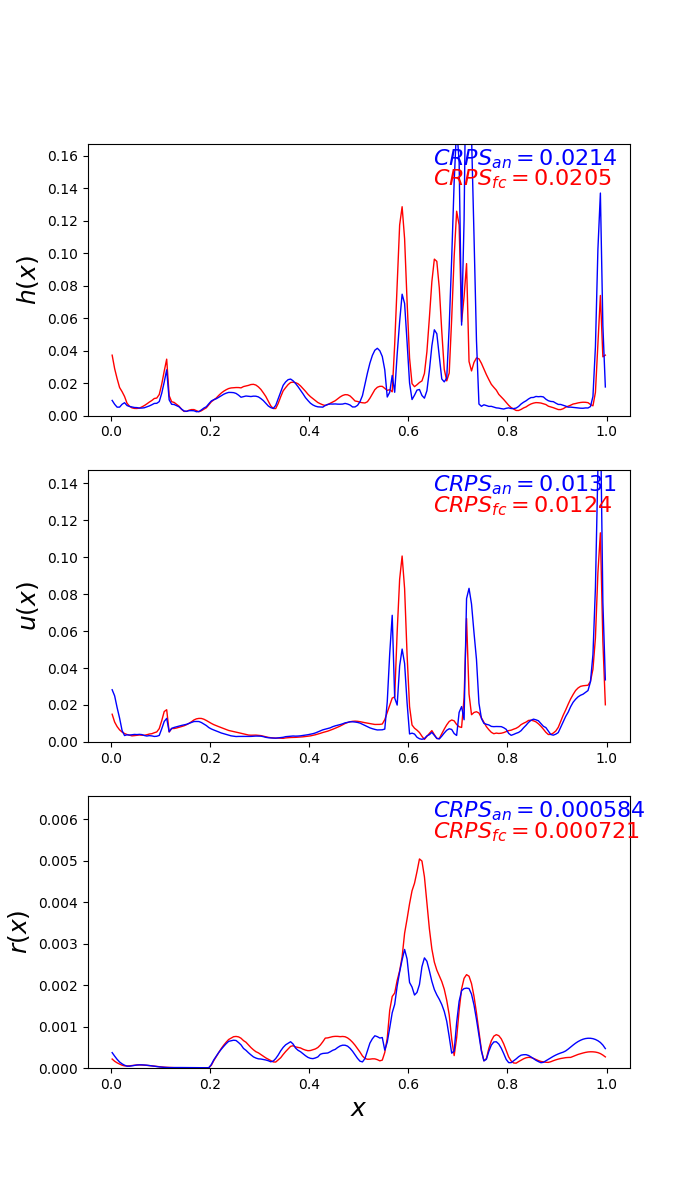 CRPS_an = 0.0214
CRPS_fc = 0.0205
h(x)
0.16
0.14
0.12
0.10
0.08
0.06
0.04
0.02
0.00
0.0 0.2 0.4 0.6 0.8 1.0
CRPS_an = 0.0131
CRPS_fc = 0.0124
u(x)
0.14
0.12
0.10
0.08
0.06
0.04
0.02
0.00
0.0 0.2 0.4 0.6 0.8 1.0
CRPS_an = 0.000584
CRPS_fc = 0.000721
r(x)
0.006
0.005
0.004
0.003
0.002
0.001
0.000
0.0 0.2 0.4 0.6 0.8 1.0
x